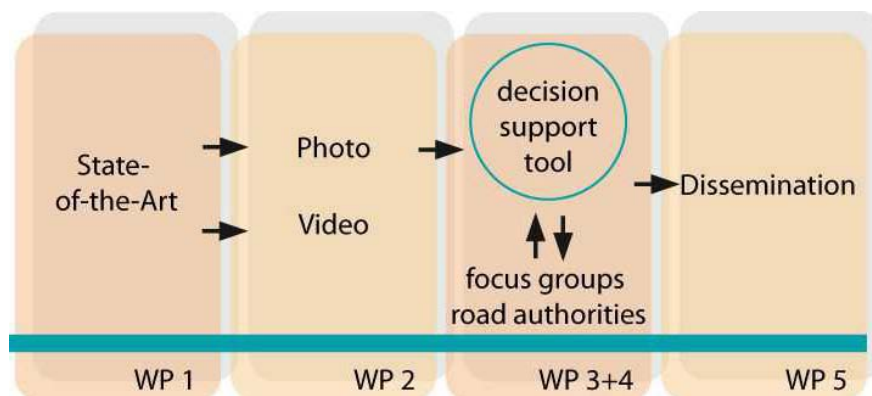 State-
of-the-Art
Photo
Video
decision
support
tool
focus groups
road authorities
Dissemination
WP 1
WP 2
WP 3+4
WP 5